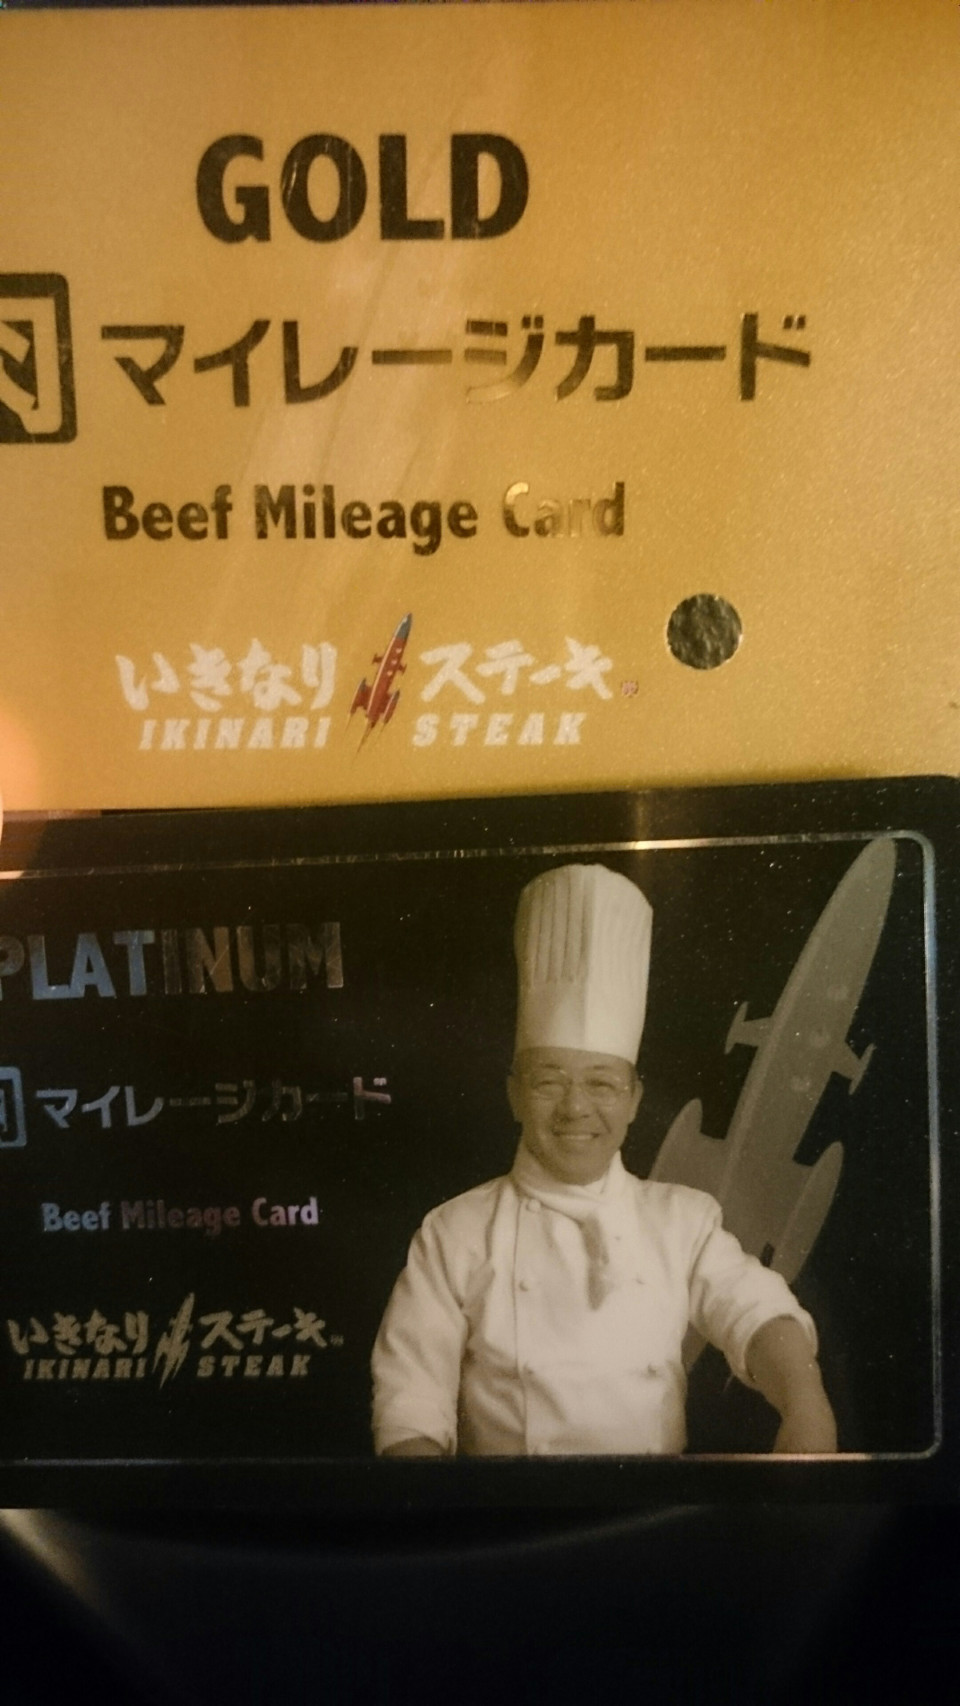 GOLD
肉マイレージカード
Beef Mileage Card
いきなりステーキ
IKINARI STEAK
PLATINUM
肉マイレージカード
Beef Mileage Card
いきなりステーキ
IKINARI STEAK